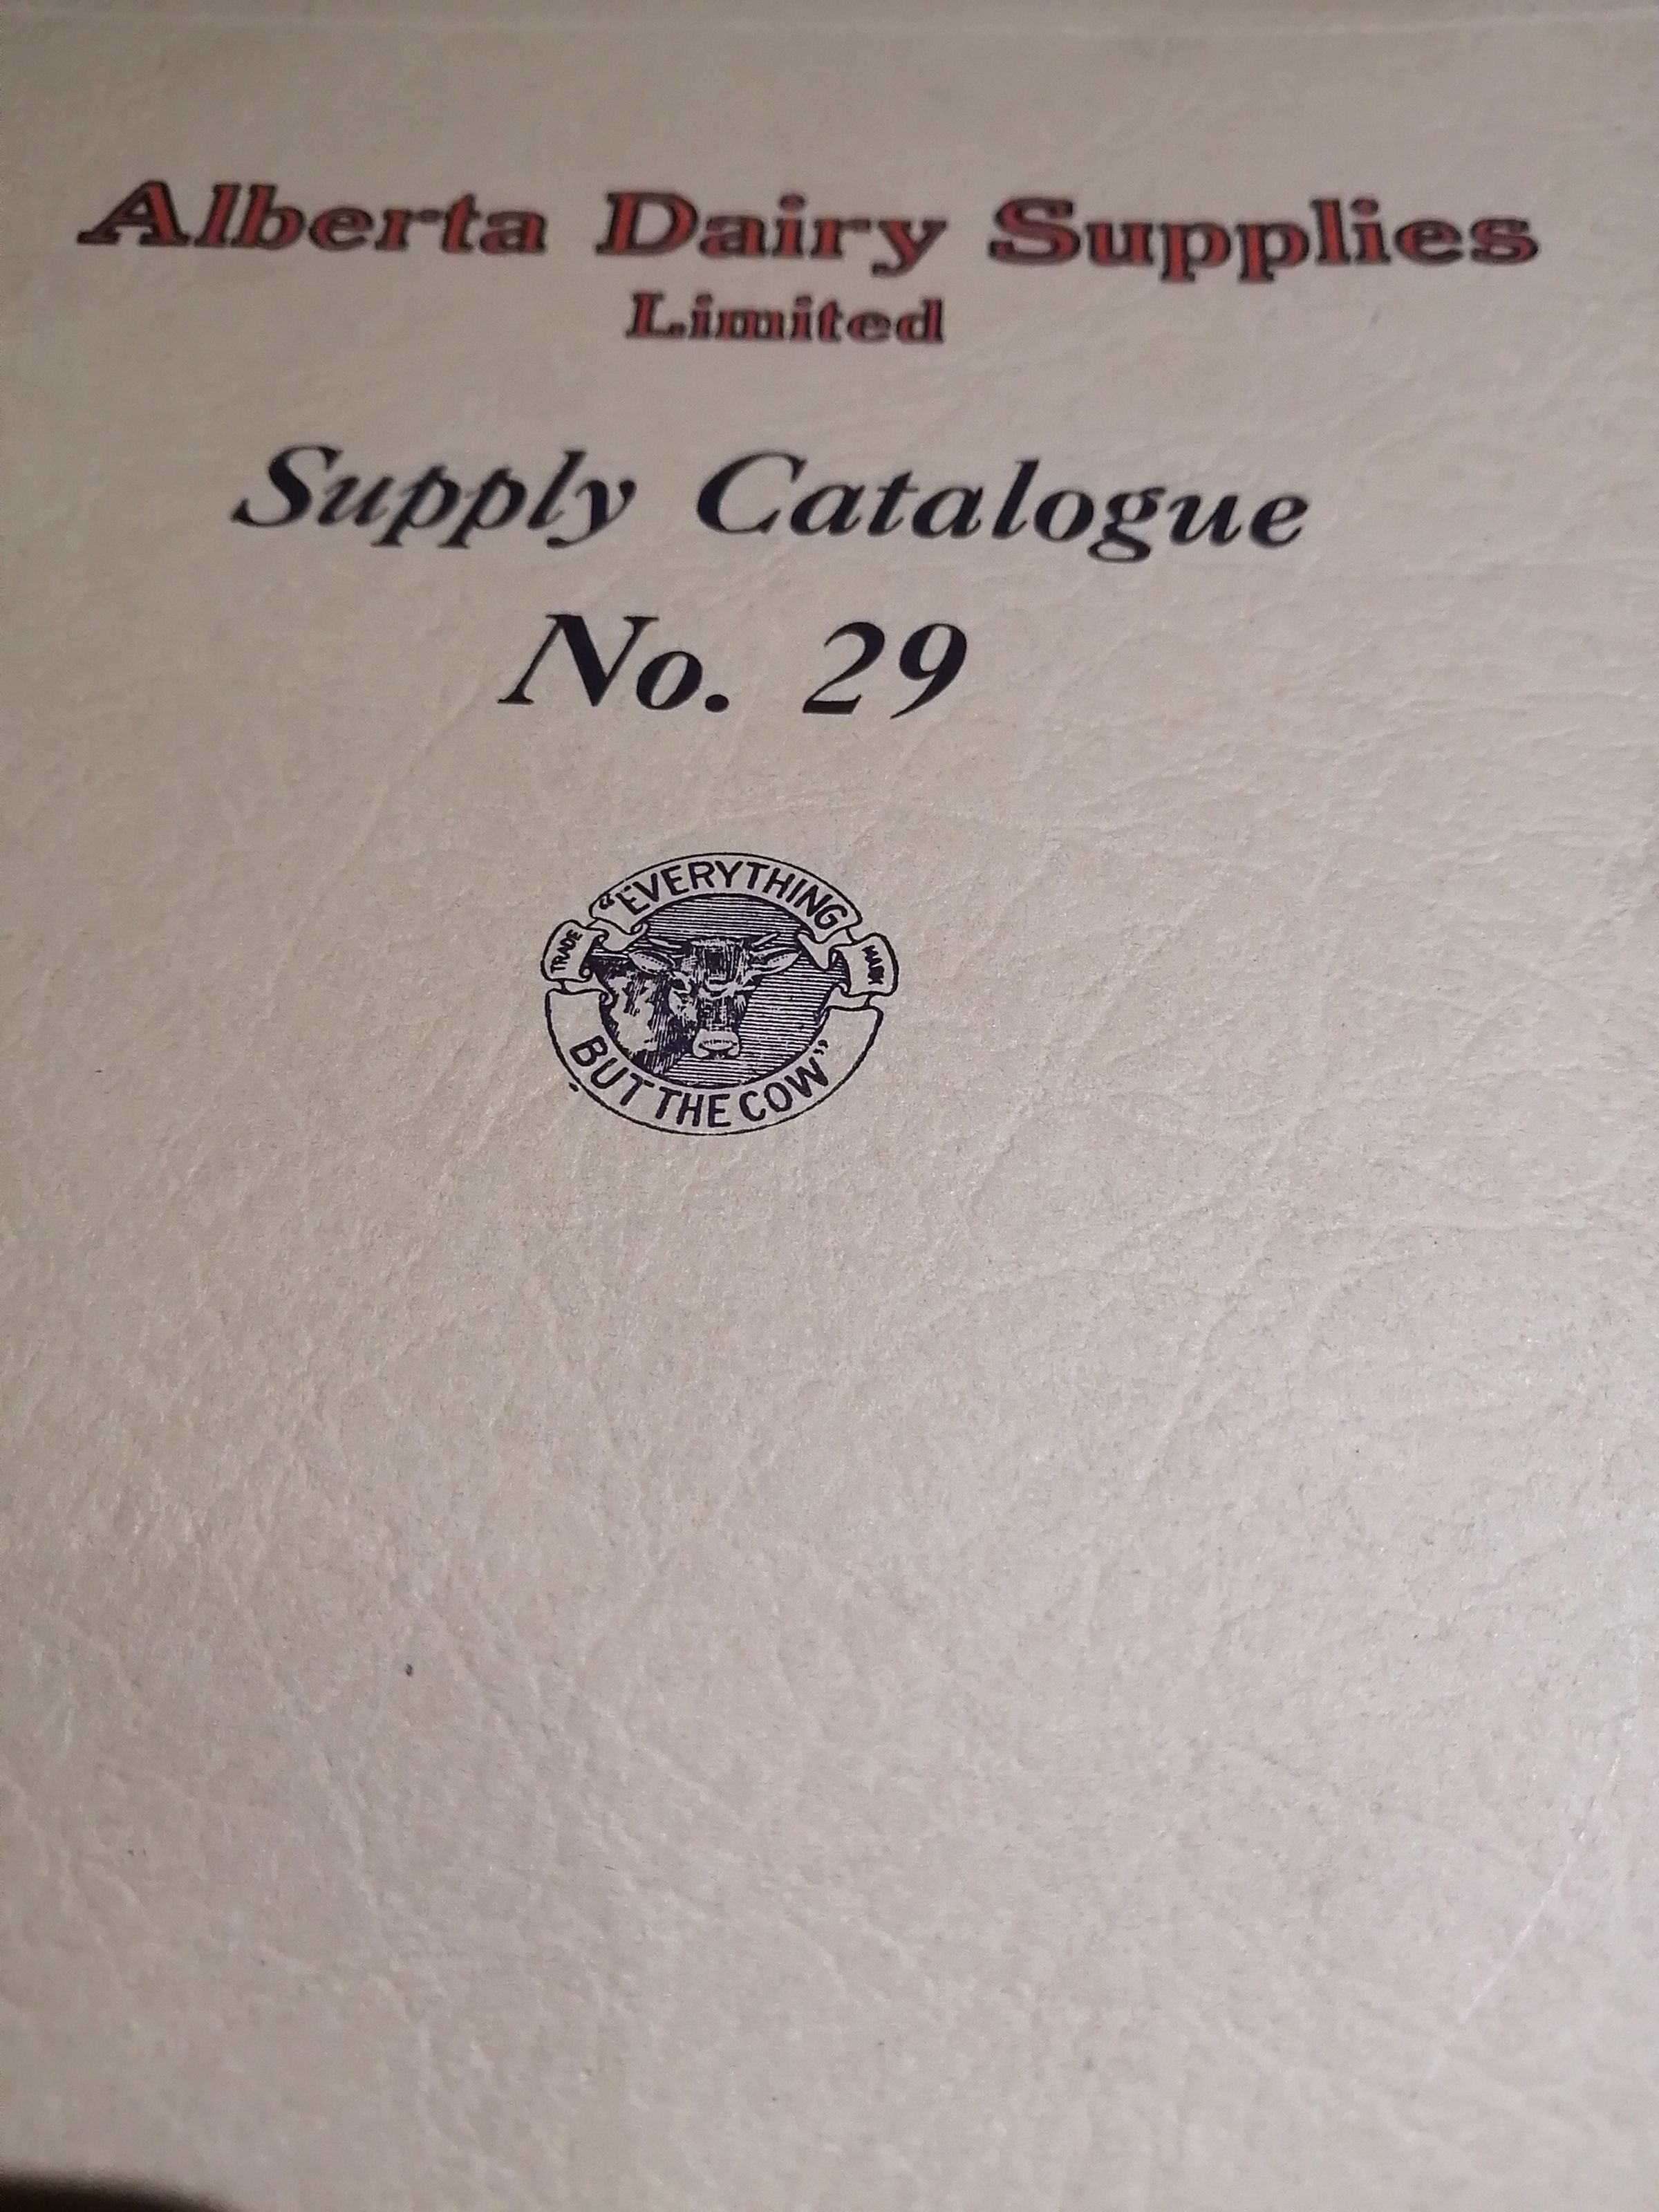 Alberta Dairy Supplies
Limited
Supply Catalogue
No. 29
"EVERYTHING
TRADE MARK
BUT THE COW"